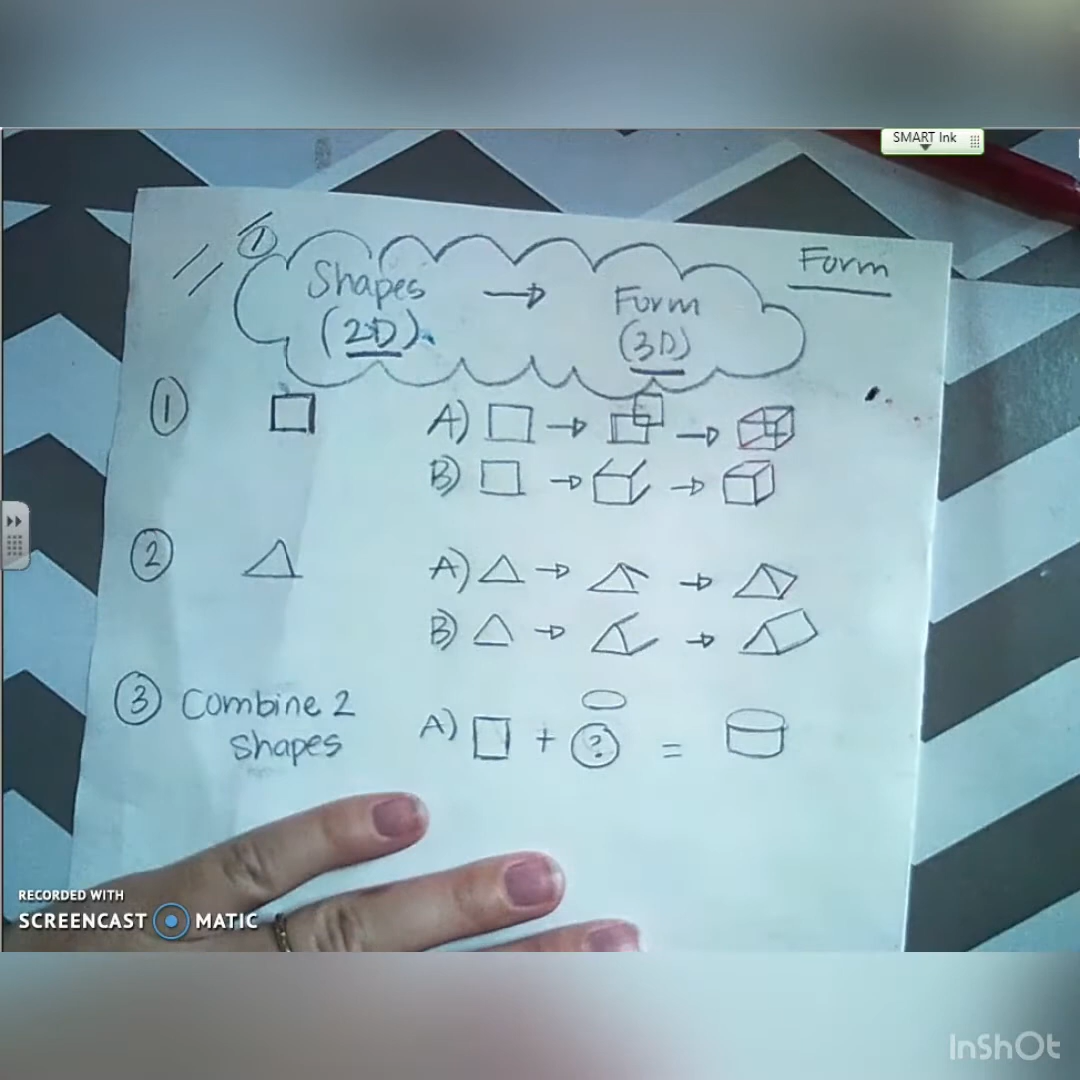 SMART Ink
Form
1
Shapes → Form
(2D). (3D)
1 A) → →
B) → →
2 A) → →
B) → →
3 Combine 2
Shapes
A) + ? =
RECORDED WITH
SCREENCAST MATIC
InShOt